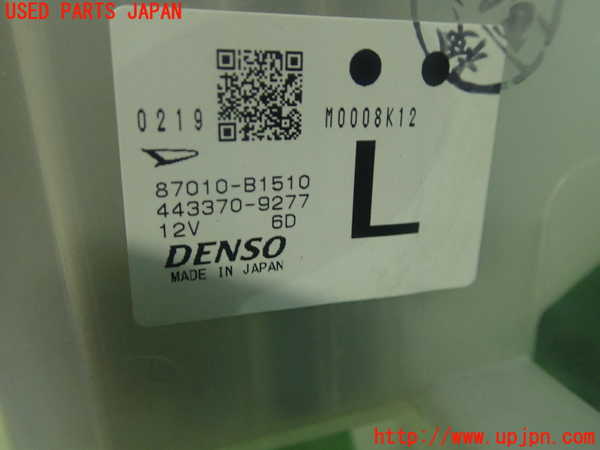 USED PARTS JAPAN
0219
M0008K12
87010-B1510
443370-9277
12V 6D
L
DENSO
MADE IN JAPAN
http://www.upjpn.com/